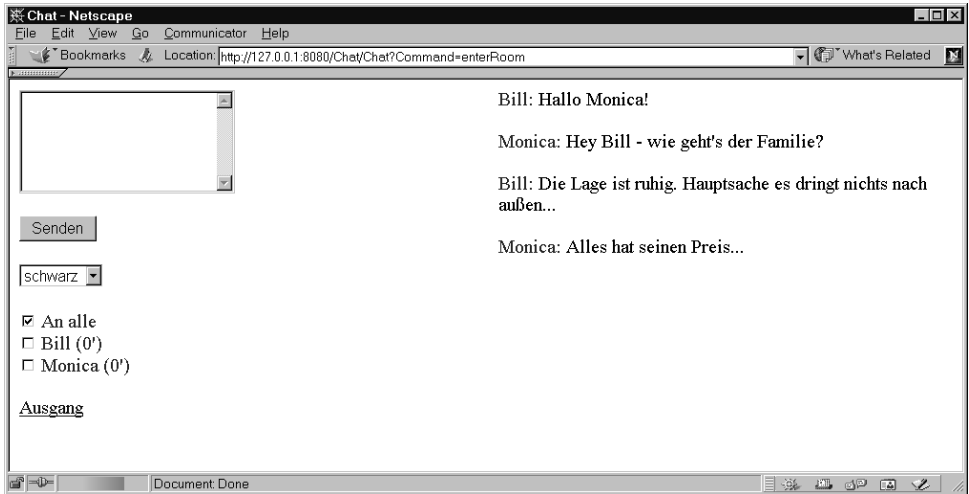 Chat - Netscape
File Edit View Go Communicator Help
Bookmarks Location: http://127.0.0.1:8080/Chat/Chat?Command=enterRoom What's Related N
Senden
schwarz
An alle
Bill (0')
Monica (0')
Ausgang
Bill: Hallo Monica!
Monica: Hey Bill - wie geht's der Familie?
Bill: Die Lage ist ruhig. Hauptsache es dringt nichts nach
außen...
Monica: Alles hat seinen Preis...
Document: Done